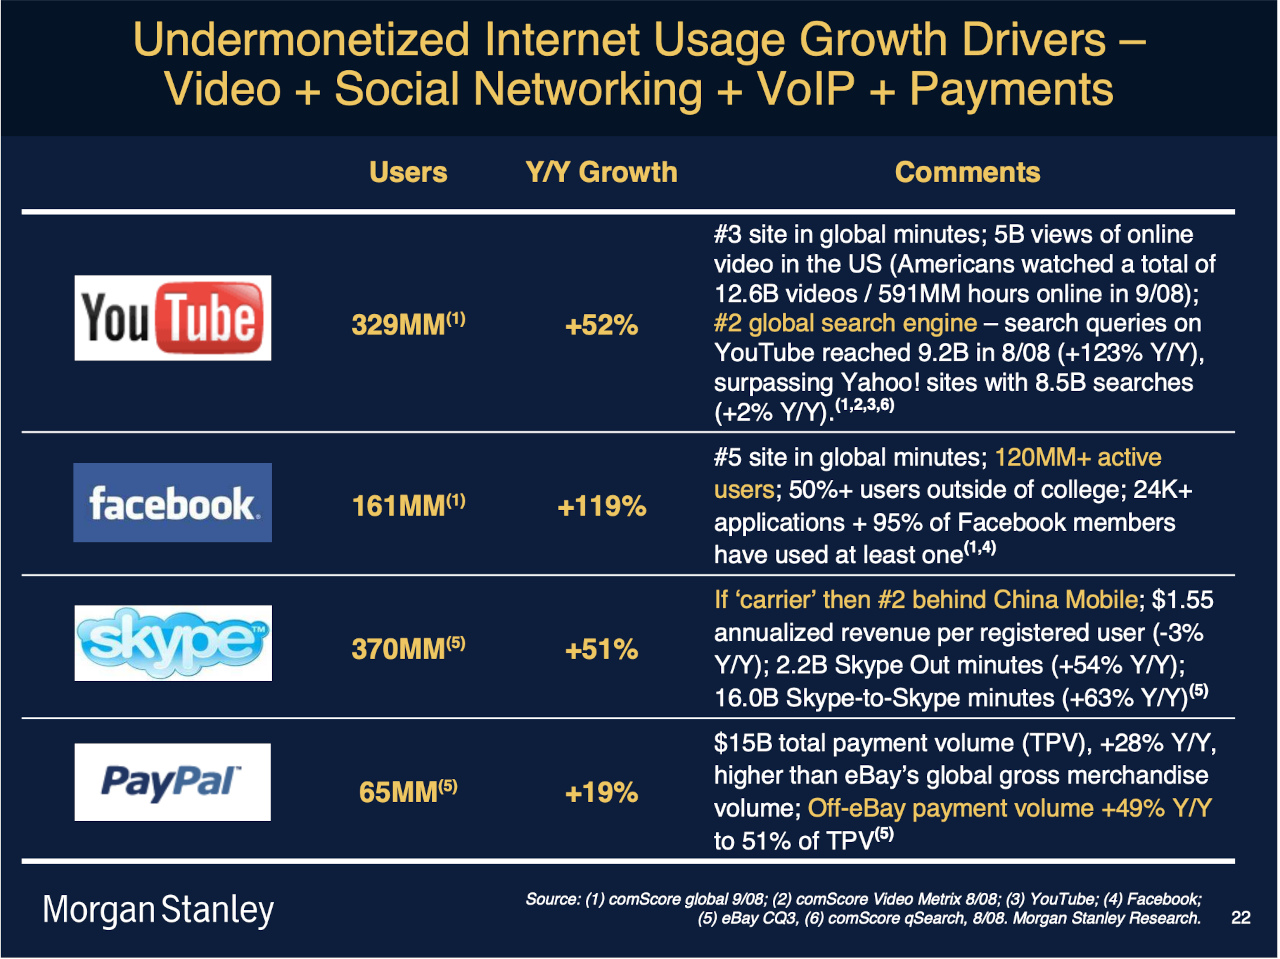 Undermonetized Internet Usage Growth Drivers –
Video + Social Networking + VoIP + Payments
Users Y/Y Growth Comments
YouTube
329MM(1)
+52%
#3 site in global minutes; 5B views of online
video in the US (Americans watched a total of
12.6B videos / 591MM hours online in 9/08);
#2 global search engine – search queries on
YouTube reached 9.2B in 8/08 (+123% Y/Y),
surpassing Yahoo! sites with 8.5B searches
(+2% Y/Y).(1,2,3,6)
facebook.
161MM(1)
+119%
#5 site in global minutes; 120MM+ active
users; 50%+ users outside of college; 24K+
applications + 95% of Facebook members
have used at least one(1,4)
skype™
370MM(5)
+51%
If ‘carrier’ then #2 behind China Mobile; $1.55
annualized revenue per registered user (-3%
Y/Y); 2.2B Skype Out minutes (+54% Y/Y);
16.0B Skype-to-Skype minutes (+63% Y/Y)(5)
PayPal™
65MM(5)
+19%
$15B total payment volume (TPV), +28% Y/Y,
higher than eBay’s global gross merchandise
volume; Off-eBay payment volume +49% Y/Y
to 51% of TPV(5)
Morgan Stanley
Source: (1) comScore global 9/08; (2) comScore Video Metrix 8/08; (3) YouTube; (4) Facebook;
(5) eBay CQ3, (6) comScore qSearch, 8/08. Morgan Stanley Research.
22